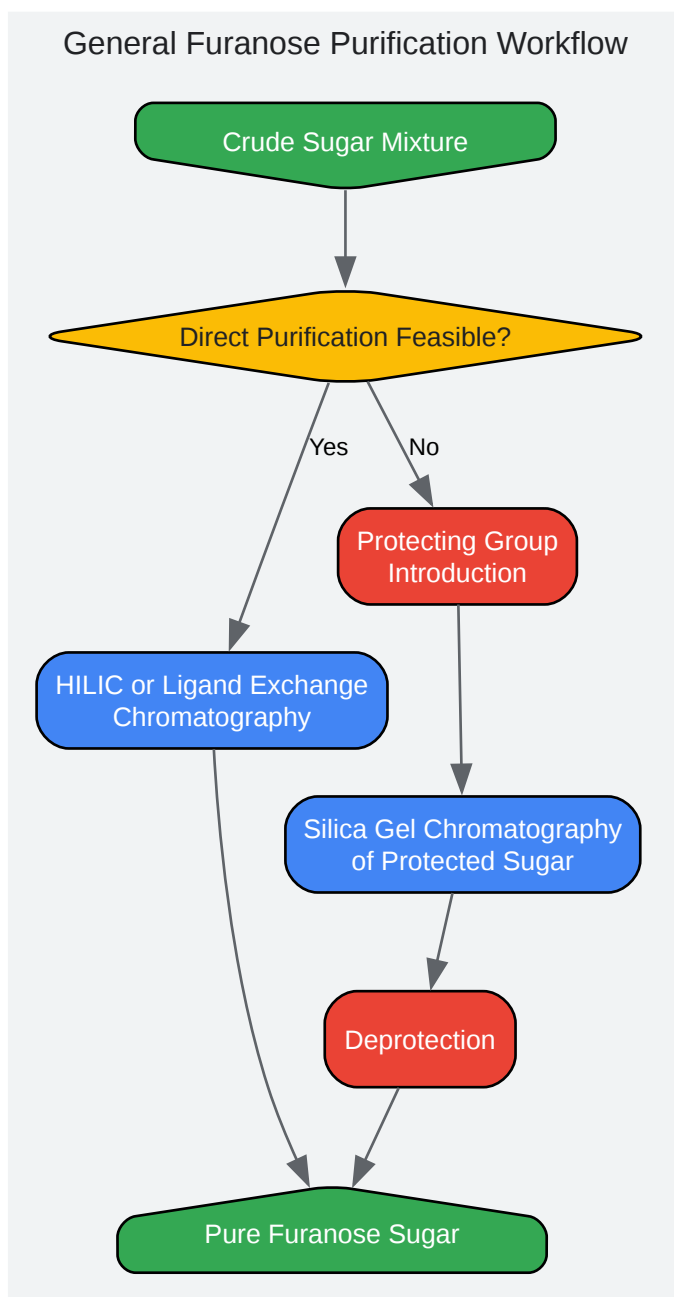 General Furanose Purification Workflow
Crude Sugar Mixture
Direct Purification Feasible?
Yes
No
Protecting Group
Introduction
HILIC or Ligand Exchange
Chromatography
Silica Gel Chromatography
of Protected Sugar
Deprotection
Pure Furanose Sugar